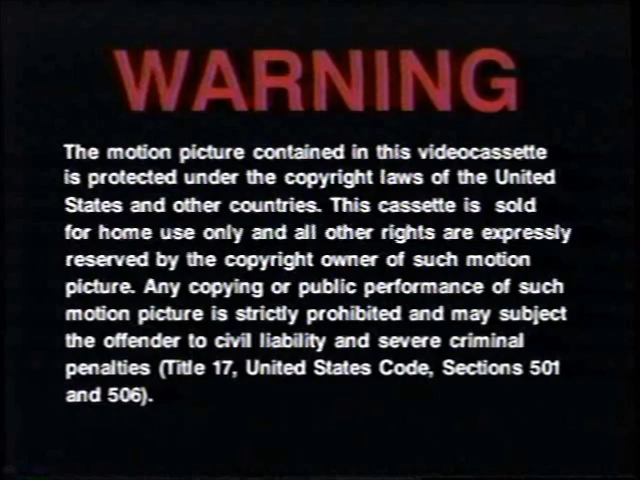 WARNING
The motion picture contained in this videocassette
is protected under the copyright laws of the United
States and other countries. This cassette is sold
for home use only and all other rights are expressly
reserved by the copyright owner of such motion
picture. Any copying or public performance of such
motion picture is strictly prohibited and may subject
the offender to civil liability and severe criminal
penalties (Title 17, United States Code, Sections 501
and 506).